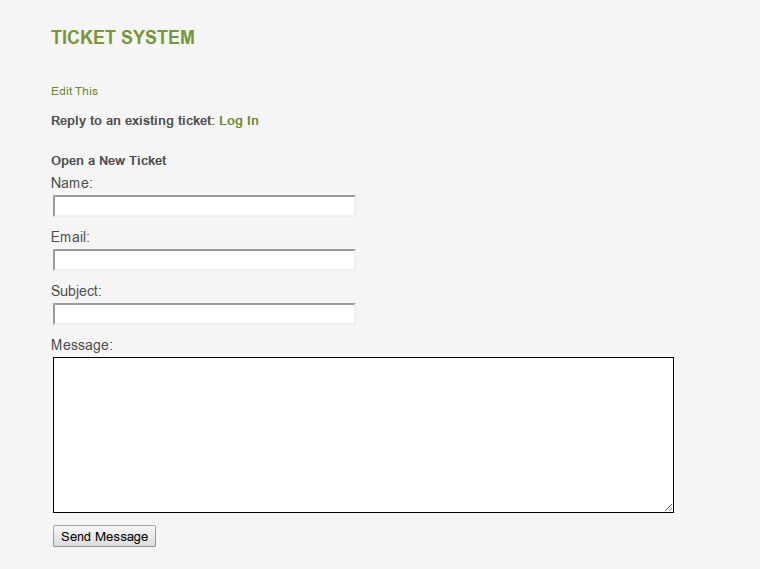 TICKET SYSTEM
Edit This
Reply to an existing ticket: Log In
Open a New Ticket
Name:
Email:
Subject:
Message:
Send Message